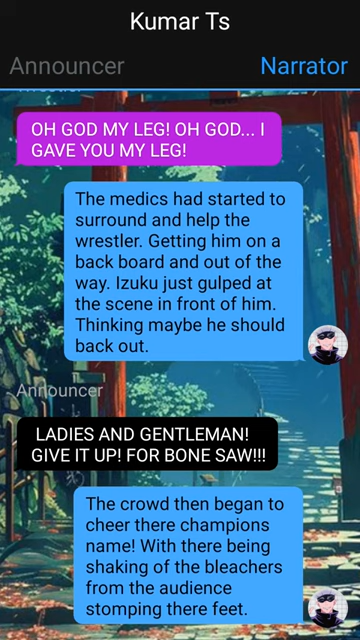 Kumar Ts
Announcer
Narrator
Wrestler
OH GOD MY LEG! OH GOD... I
GAVE YOU MY LEG!
The medics had started to
surround and help the
wrestler. Getting him on a
back board and out of the
way. Izuku just gulped at
the scene in front of him.
Thinking maybe he should
back out.
Announcer
LADIES AND GENTLEMAN!
GIVE IT UP! FOR BONE SAW!!!
The crowd then began to
cheer there champions
name! With there being
shaking of the bleachers
from the audience
stomping there feet.